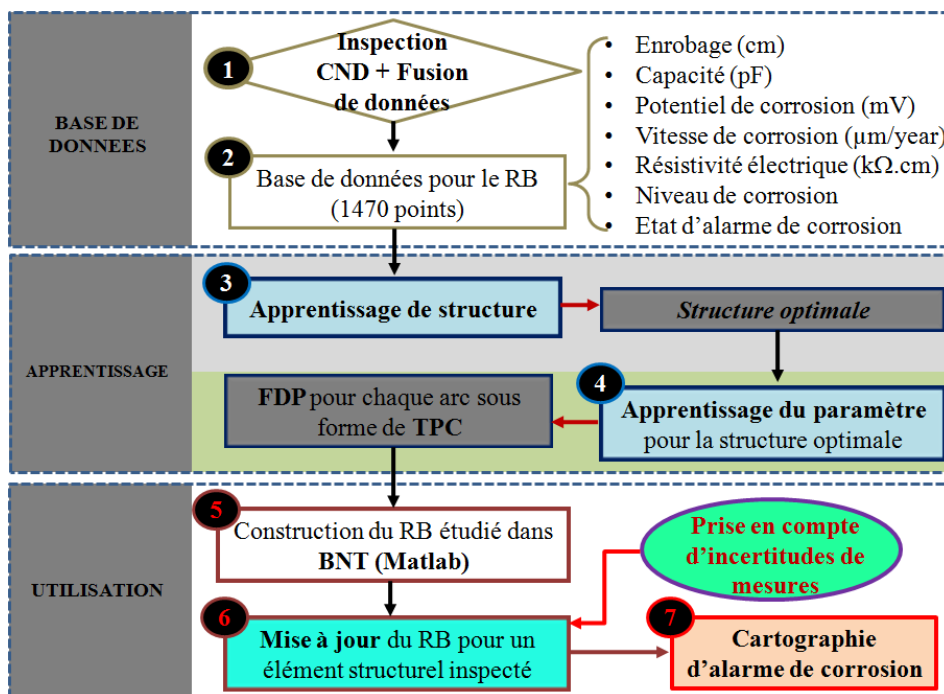 BASE DE
DONNEES
1
Inspection
CND + Fusion
de données
2
Base de données pour le RB
(1470 points)
• Enrobage (cm)
• Capacité (pF)
• Potentiel de corrosion (mV)
• Vitesse de corrosion (µm/year)
• Résistivité électrique (kΩ.cm)
• Niveau de corrosion
• Etat d'alarme de corrosion
APPRENTISSAGE
3
Apprentissage de structure
Structure optimale
4
Apprentissage du paramètre
pour la structure optimale
FDP pour chaque arc sous
forme de TPC
UTILISATION
5
Construction du RB étudié dans
BNT (Matlab)
Prise en compte
d'incertitudes de
mesures
6
Mise à jour du RB pour un
élément structurel inspecté
7
Cartographie
d'alarme de corrosion